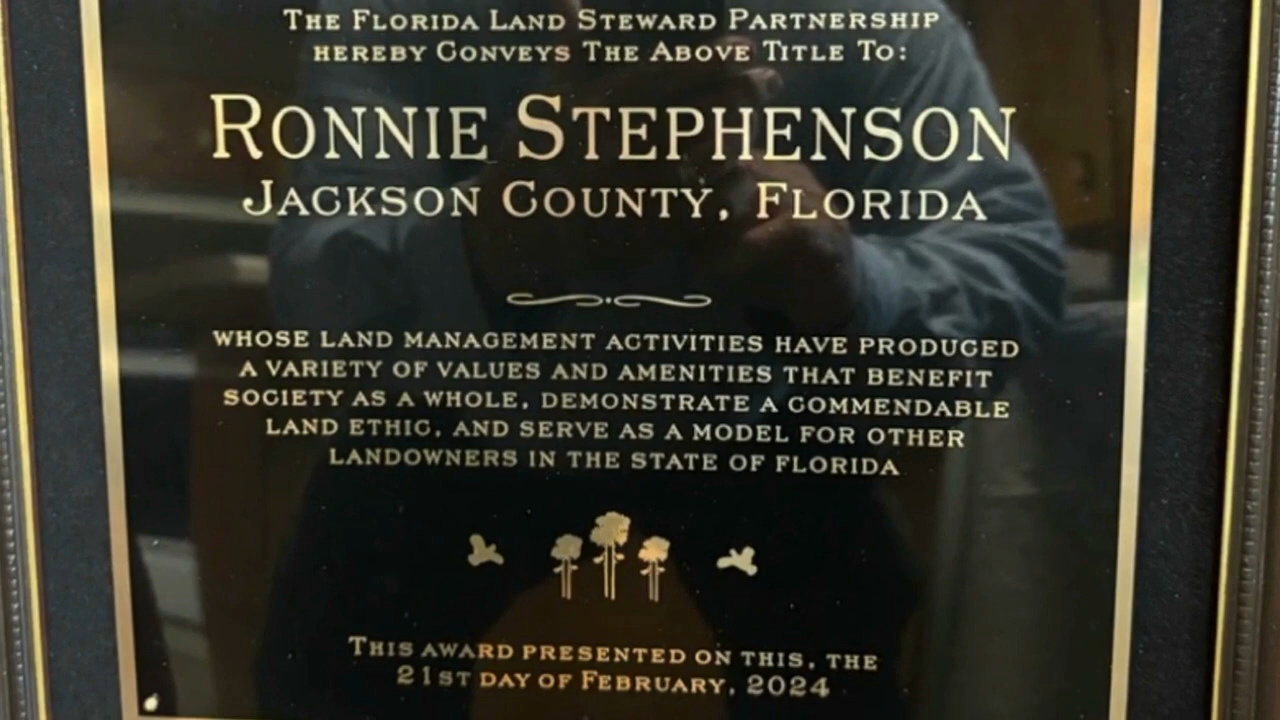 The Florida Land Steward Partnership
hereby Conveys The Above Title To:
Ronnie Stephenson
Jackson County, Florida
whose land management activities have produced
a variety of values and amenities that benefit
society as a whole, demonstrate a commendable
land ethic, and serve as a model for other
landowners in the state of Florida
This award presented on this, the
21st day of February, 2024